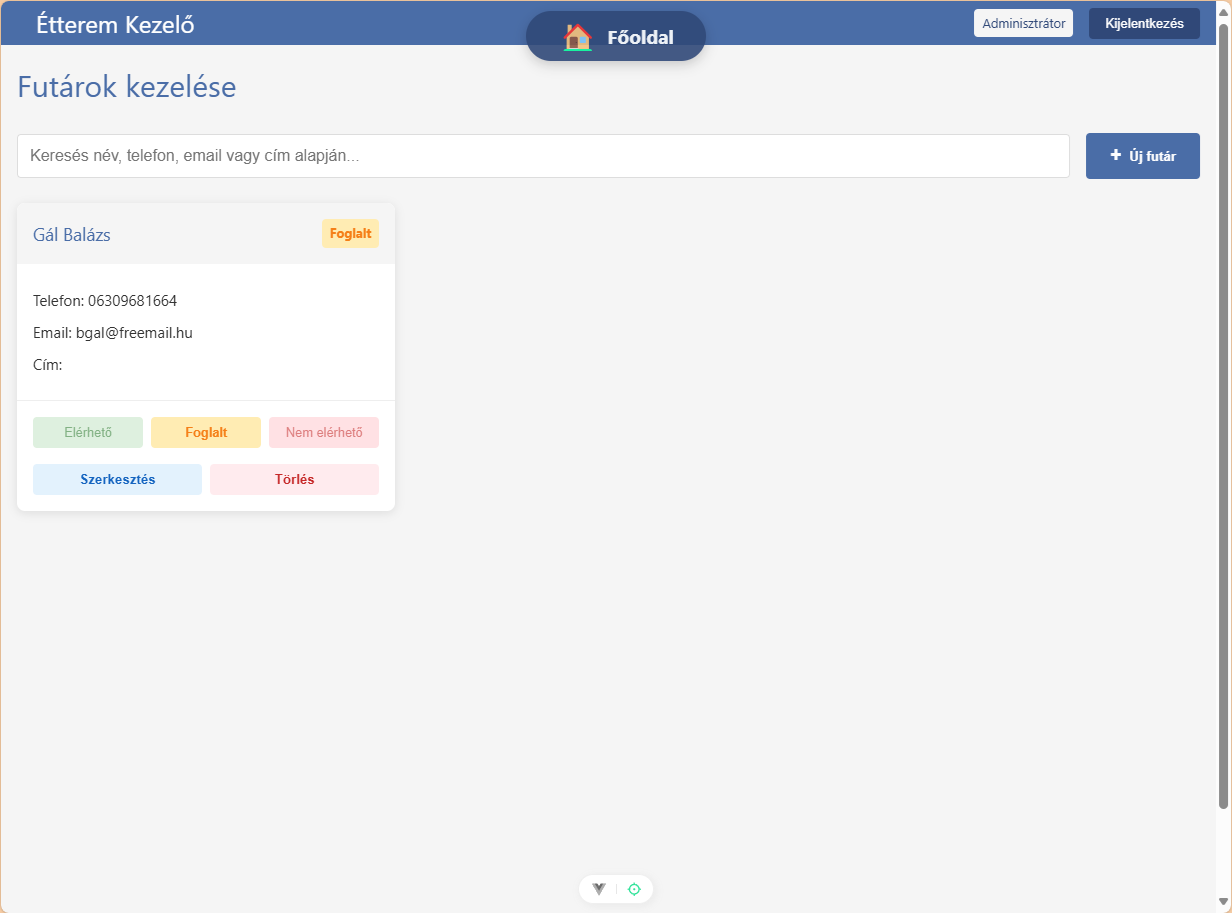 Étterem Kezelő
Főoldal
Adminisztrátor
Kijelentkezés
Futárok kezelése
Keresés név, telefon, email vagy cím alapján...
+ Új futár
Gál Balázs
Foglalt
Telefon: 06309681664
Email: bgal@freemail.hu
Cím:
Elérhető
Foglalt
Nem elérhető
Szerkesztés
Törlés